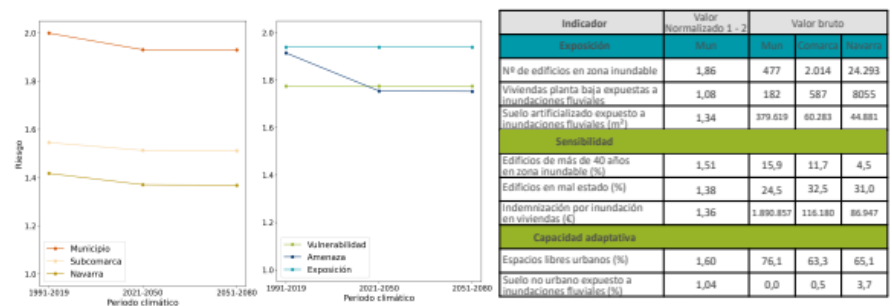 2.0
1.8
1.6
1.4
1.2
1.0
Riesgo
Municipio
Subcomarca
Navarra
1991-2019 2021-2050 2051-2080
Periodo climático
2.0
1.8
1.6
1.4
1.2
1.0
Vulnerabilidad
Amenaza
Exposición
1991-2019 2021-2050 2051-2080
Periodo climático
Indicador Valor Normalizado 1 - 2 Valor bruto
Exposición Mun Mun Comarca Navarra
Nº de edificios en zona inundable 1,86 477 2.014 24.293
Viviendas planta baja expuestas a
inundaciones fluviales 1,08 182 587 8055
Suelo artificializado expuesto a
inundaciones fluviales (m²) 1,34 379.619 60.283 44.881
Sensibilidad
Edificios de más de 40 años
en zona inundable (%) 1,51 15,9 11,7 4,5
Edificios en mal estado (%) 1,38 24,5 32,5 31,0
Indemnización por inundación
en viviendas (€) 1,36 1.890.857 116.180 86.947
Capacidad adaptativa
Espacios libres urbanos (%) 1,60 76,1 63,3 65,1
Suelo no urbano expuesto a
inundaciones fluviales (%) 1,04 0,0 0,5 3,7